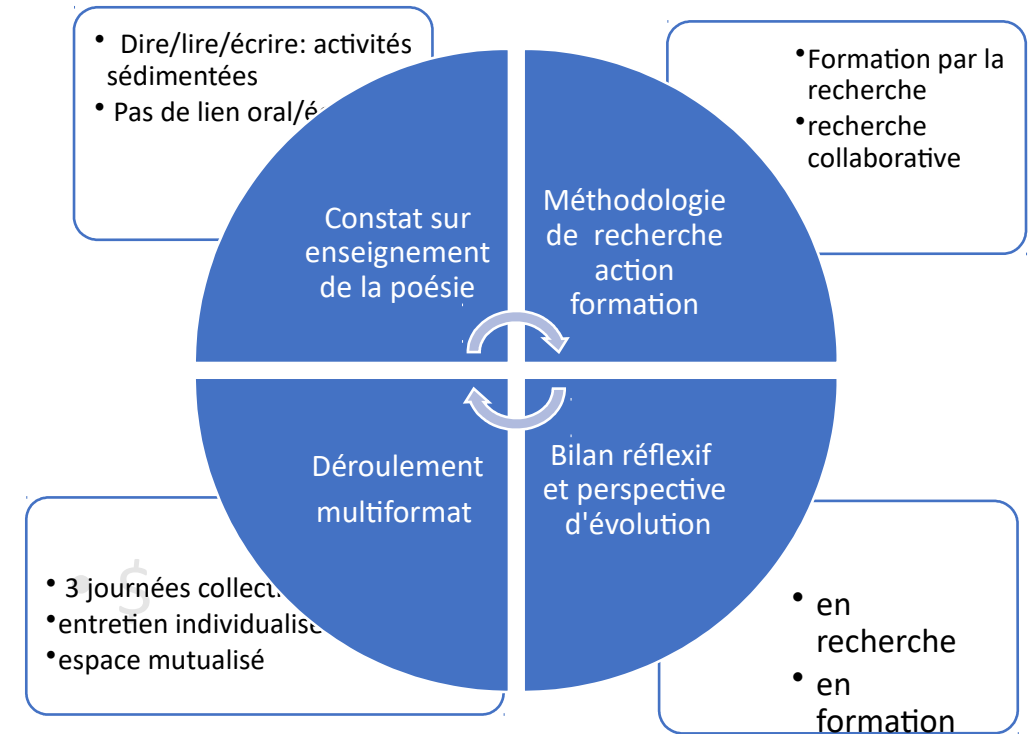 • Dire/lire/écrire: activités
sédimentées
• Pas de lien oral/
Constat sur
enseignement
de la poésie
• Formation par la
recherche
• recherche
collaborative
Méthodologie
de recherche
action
formation
Déroulement
multiformat
• 3 journées
• entretien
• espace mutualisé
Bilan réflexif
et perspective
d'évolution
• en
recherche
• en
formation
$